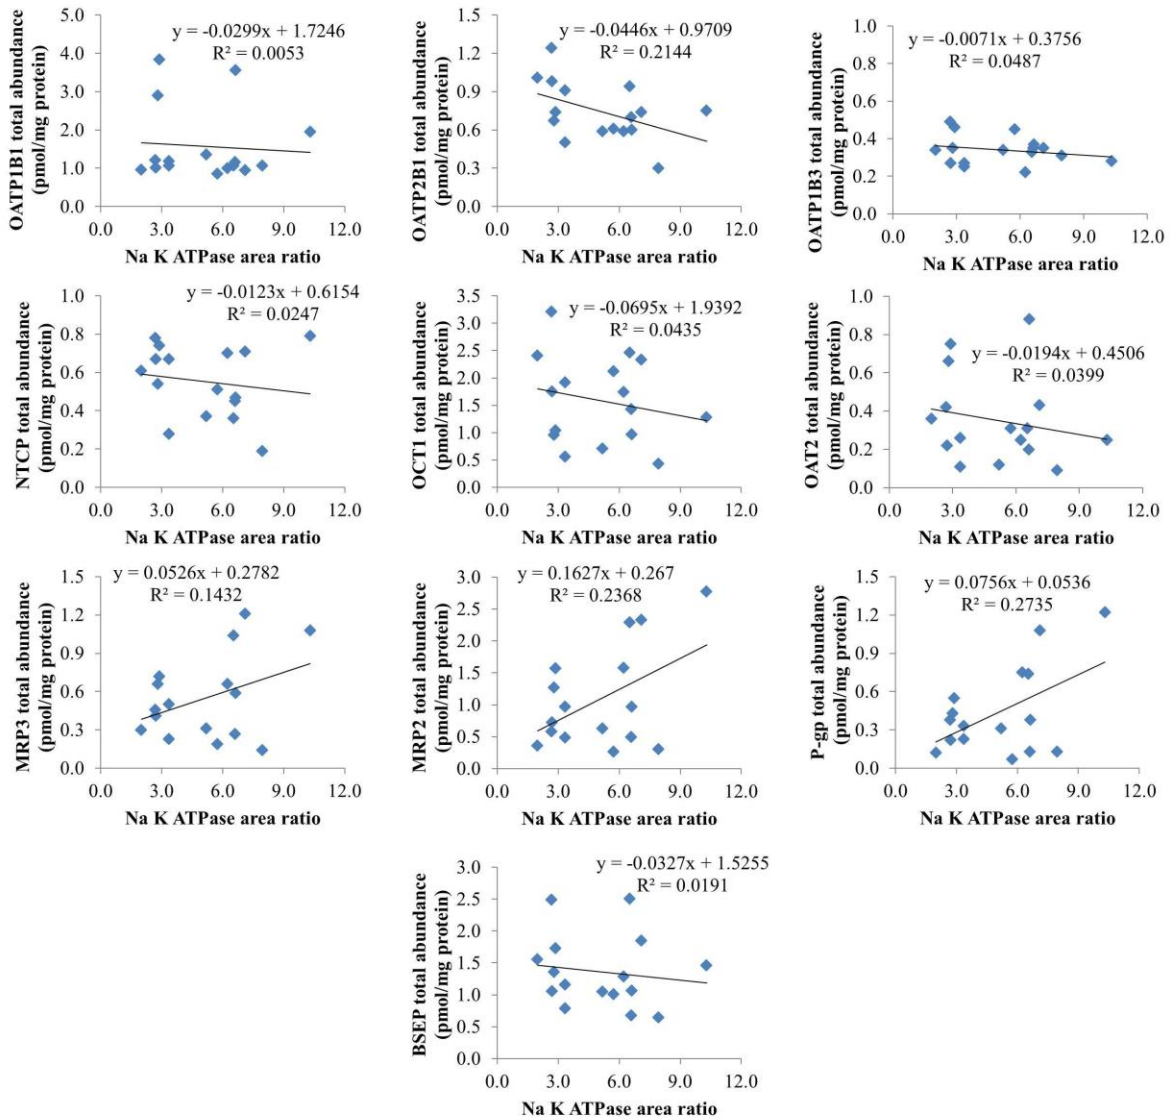 OATP1B1 total abundance
(pmol/mg protein)
5.0
4.0
3.0
2.0
1.0
0.0
y = -0.0299x + 1.7246
R² = 0.0053
0.0 3.0 6.0 9.0 12.0
Na K ATPase area ratio
OATP2B1 total abundance
(pmol/mg protein)
1.5
1.2
0.9
0.6
0.3
0.0
y = -0.0446x + 0.9709
R² = 0.2144
0.0 3.0 6.0 9.0 12.0
Na K ATPase area ratio
OATP1B3 total abundance
(pmol/mg protein)
1.0
0.8
0.6
0.4
0.2
0.0
y = -0.0071x + 0.3756
R² = 0.0487
0.0 3.0 6.0 9.0 12.0
Na K ATPase area ratio
NTCP total abundance
(pmol/mg protein)
1.0
0.8
0.6
0.4
0.2
0.0
y = -0.0123x + 0.6154
R² = 0.0247
0.0 3.0 6.0 9.0 12.0
Na K ATPase area ratio
OCT1 total abundance
(pmol/mg protein)
3.5
3.0
2.5
2.0
1.5
1.0
0.5
0.0
y = -0.0695x + 1.9392
R² = 0.0435
0.0 3.0 6.0 9.0 12.0
Na K ATPase area ratio
OAT2 total abundance
(pmol/mg protein)
1.0
0.8
0.6
0.4
0.2
0.0
y = -0.0194x + 0.4506
R² = 0.0399
0.0 3.0 6.0 9.0 12.0
Na K ATPase area ratio
MRP3 total abundance
(pmol/mg protein)
1.5
1.2
0.9
0.6
0.3
0.0
y = 0.0526x + 0.2782
R² = 0.1432
0.0 3.0 6.0 9.0 12.0
Na K ATPase area ratio
MRP2 total abundance
(pmol/mg protein)
3.0
2.5
2.0
1.5
1.0
0.5
0.0
y = 0.1627x + 0.267
R² = 0.2368
0.0 3.0 6.0 9.0 12.0
Na K ATPase area ratio
P-gp total abundance
(pmol/mg protein)
1.5
1.2
0.9
0.6
0.3
0.0
y = 0.0756x + 0.0536
R² = 0.2735
0.0 3.0 6.0 9.0 12.0
Na K ATPase area ratio
BSEP total abundance
(pmol/mg protein)
3.0
2.5
2.0
1.5
1.0
0.5
0.0
y = -0.0327x + 1.5255
R² = 0.0191
0.0 3.0 6.0 9.0 12.0
Na K ATPase area ratio